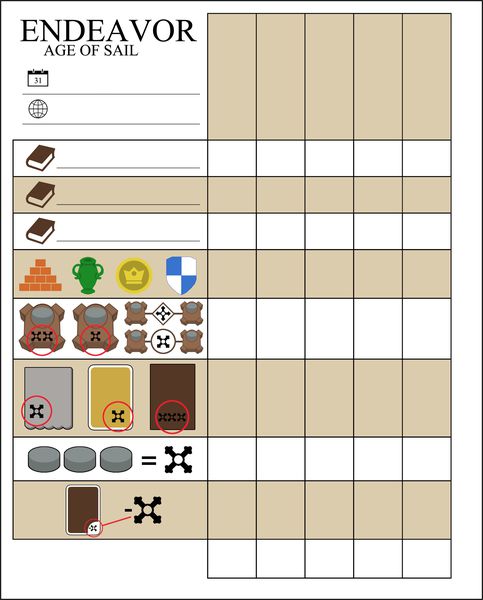 ENDEAVOR
AGE OF SAIL
31
=
-